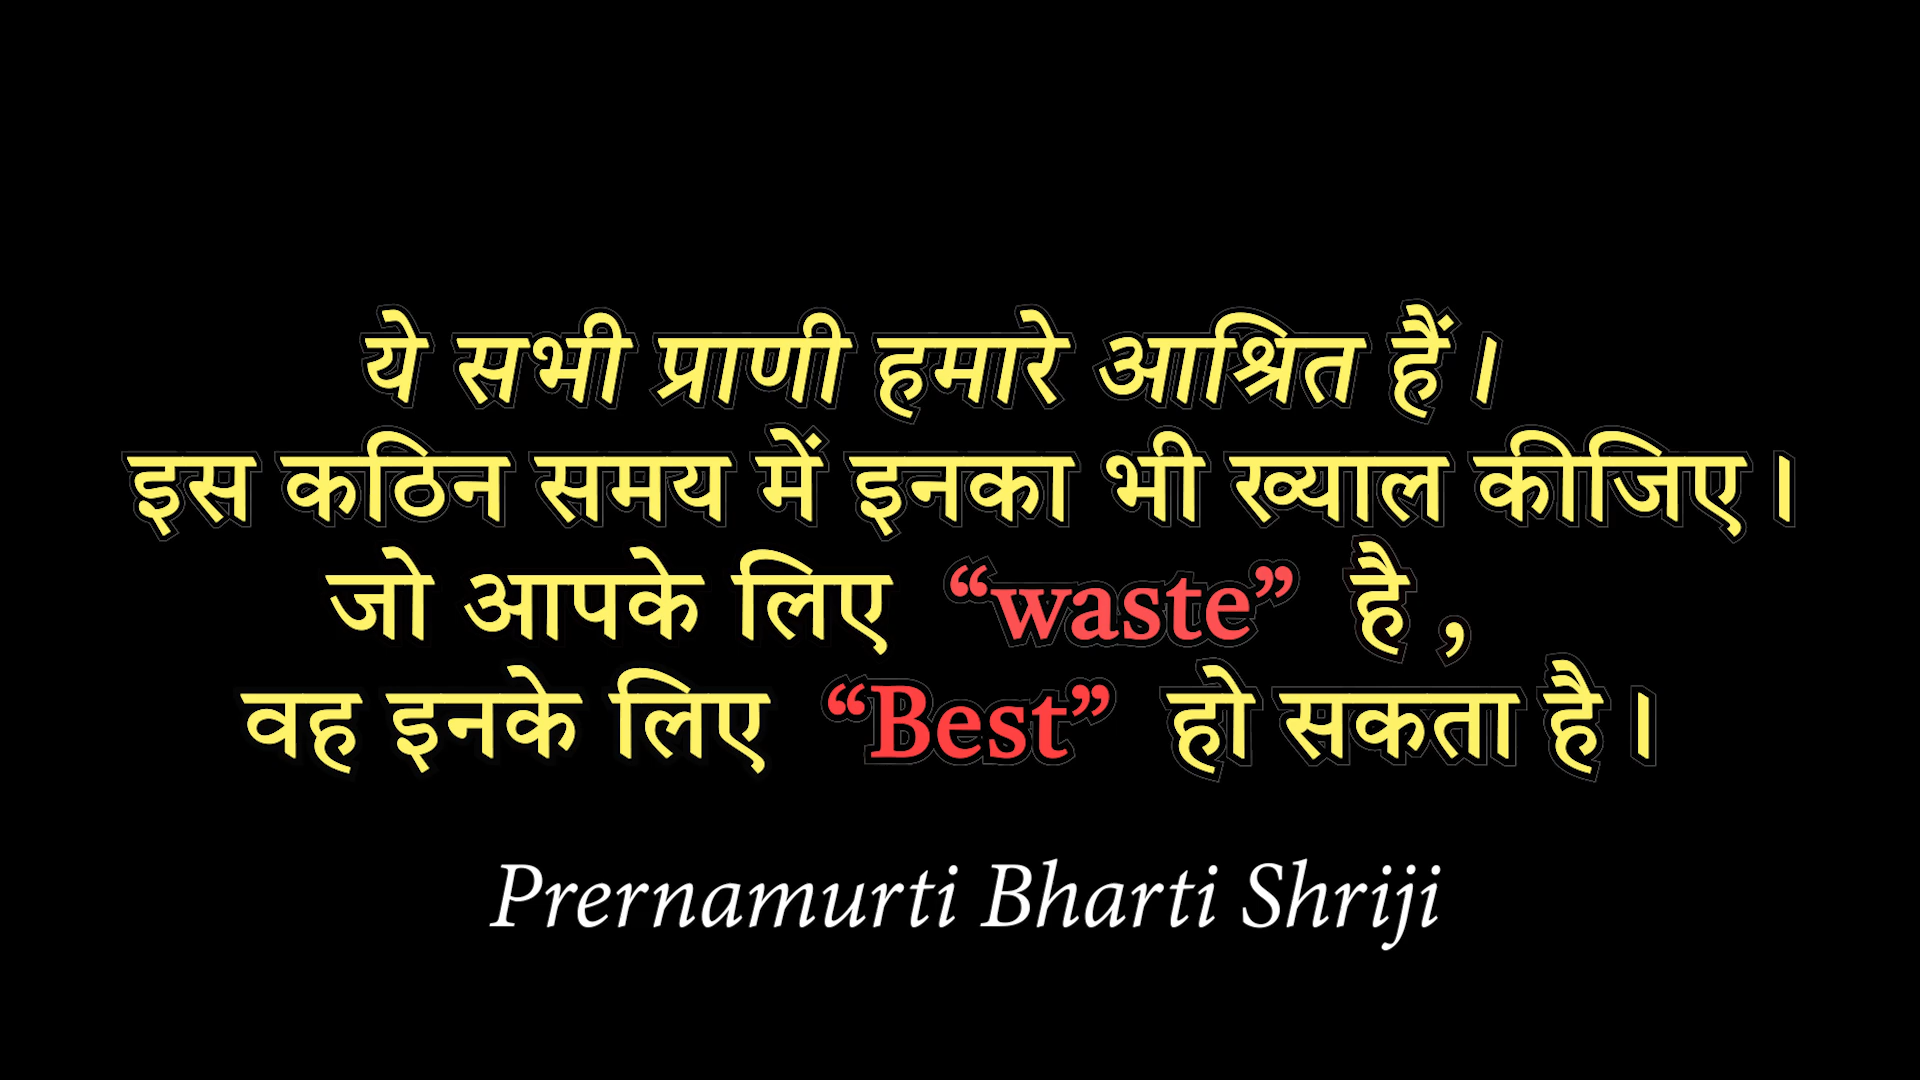 ये सभी प्राणी हमारे आश्रित हैं।
इस कठिन समय में इनका भी ख्याल कीजिए।
जो आपके लिए “waste” है ,
वह इनके लिए “Best” हो सकता है।
Prernamurti Bharti Shriji